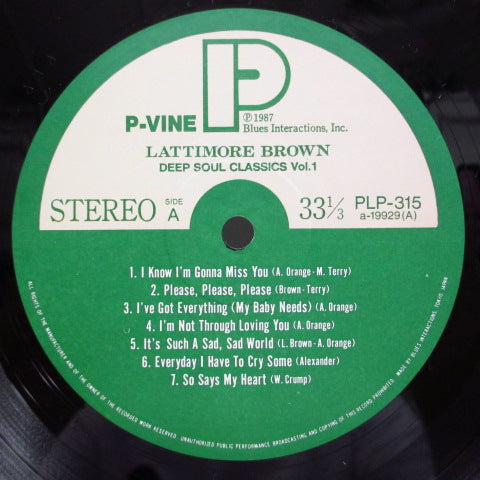 P
P-VINE
℗1987
Blues Interactions, Inc.
LATTIMORE BROWN
DEEP SOUL CLASSICS Vol.1
STEREO SIDE A 33 1/3 PLP-315
a-19929(A)
1. I Know I'm Gonna Miss You (A. Orange-M. Terry)
2. Please, Please, Please (Brown-Terry)
3. I've Got Everything (My Baby Needs) (A. Orange)
4. I'm Not Through Loving You (A. Orange)
5. It's Such A Sad, Sad World (L. Brown-A. Orange)
6. Everyday I Have To Cry Some (Alexander)
7. So Says My Heart (W. Crump)
ALL RIGHTS OF THE MANUFACTURER AND OF THE OWNER OF THE RECORDED WORK RESERVED. UNAUTHORIZED PUBLIC PERFORMANCE BROADCASTING AND COPYING OF THIS RECORD PROHIBITED. MADE BY BLUES INTERACTIONS, TOKYO JAPAN